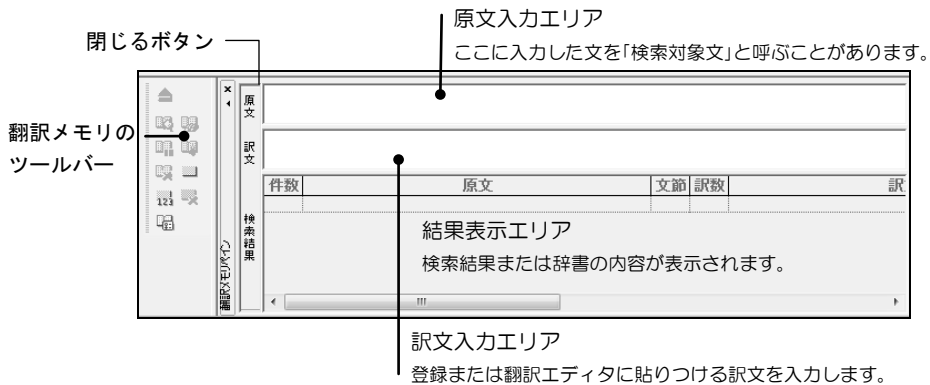 原文入力エリア
ここに入力した文を「検索対象文」と呼ぶことがあります。
閉じるボタン
翻訳メモリの
ツールバー
原文
訳文
件数 原文 文節 訳数 訳
123
検索結果
結果表示エリア
検索結果または辞書の内容が表示されます。
翻訳メモリペイン
訳文入力エリア
登録または翻訳エディタに貼りつける訳文を入力します。